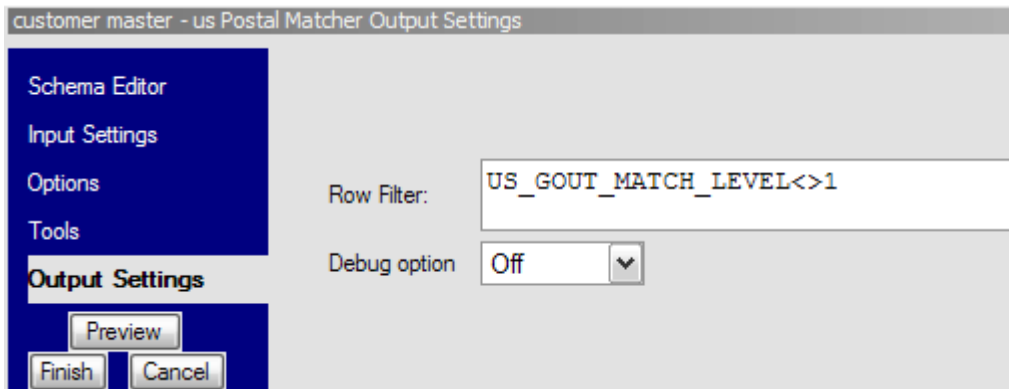 customer master - us Postal Matcher Output Settings
Schema Editor
Input Settings
Options
Tools
Output Settings
Preview
Finish Cancel
Row Filter: US_GOUT_MATCH_LEVEL<>1
Debug option Off